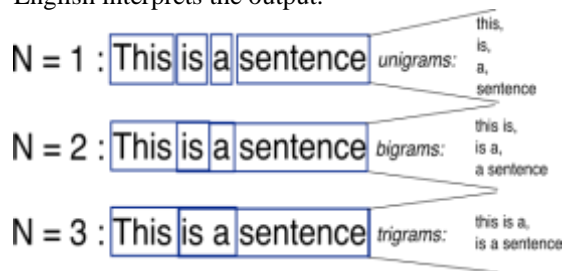 English interprets the output.
N = 1 : This is a sentence unigrams: this,
is,
a,
sentence
N = 2 : This is a sentence bigrams: this is,
is a,
a sentence
N = 3 : This is a sentence trigrams: this is a,
is a sentence